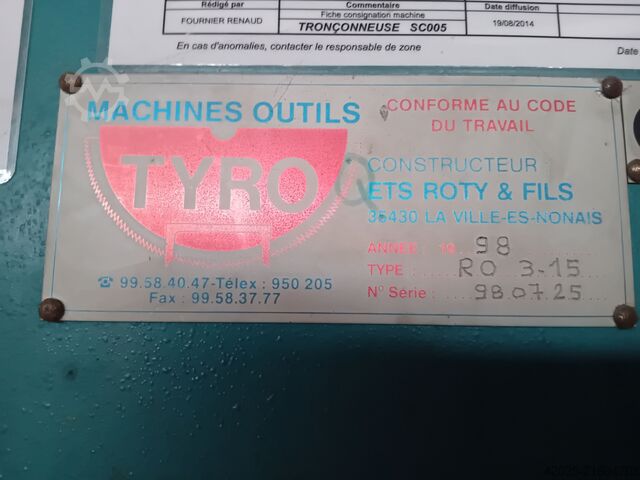 Rédigé par Commentaire Date diffusion
FOURNIER RENAUD Fiche consignation machine 19/08/2014
TRONÇONNEUSE SC005
En cas d'anomalies, contacter le responsable de zone Date
MACHINES OUTILS
TYRO
☎ 99.58.40.47-Télex : 950 205
Fax : 99.58.37.77
CONFORME AU CODE
DU TRAVAIL
CONSTRUCTEUR
ETS ROTY & FILS
35430 LA VILLE-ES-NONAIS
ANNÉE : 19 98
TYPE : RO 3-15
N° Série : 98.07.25